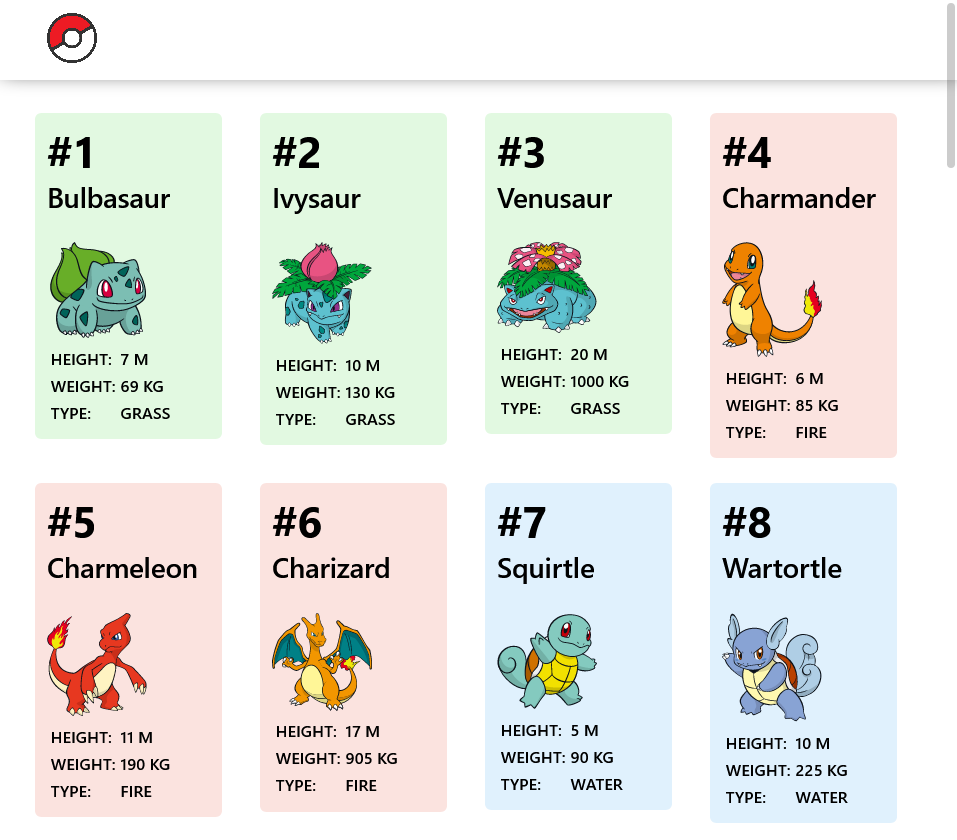 #1
Bulbasaur
HEIGHT: 7 M
WEIGHT: 69 KG
TYPE: GRASS
#2
Ivysaur
HEIGHT: 10 M
WEIGHT: 130 KG
TYPE: GRASS
#3
Venusaur
HEIGHT: 20 M
WEIGHT: 1000 KG
TYPE: GRASS
#4
Charmander
HEIGHT: 6 M
WEIGHT: 85 KG
TYPE: FIRE
#5
Charmeleon
HEIGHT: 11 M
WEIGHT: 190 KG
TYPE: FIRE
#6
Charizard
HEIGHT: 17 M
WEIGHT: 905 KG
TYPE: FIRE
#7
Squirtle
HEIGHT: 5 M
WEIGHT: 90 KG
TYPE: WATER
#8
Wartortle
HEIGHT: 10 M
WEIGHT: 225 KG
TYPE: WATER